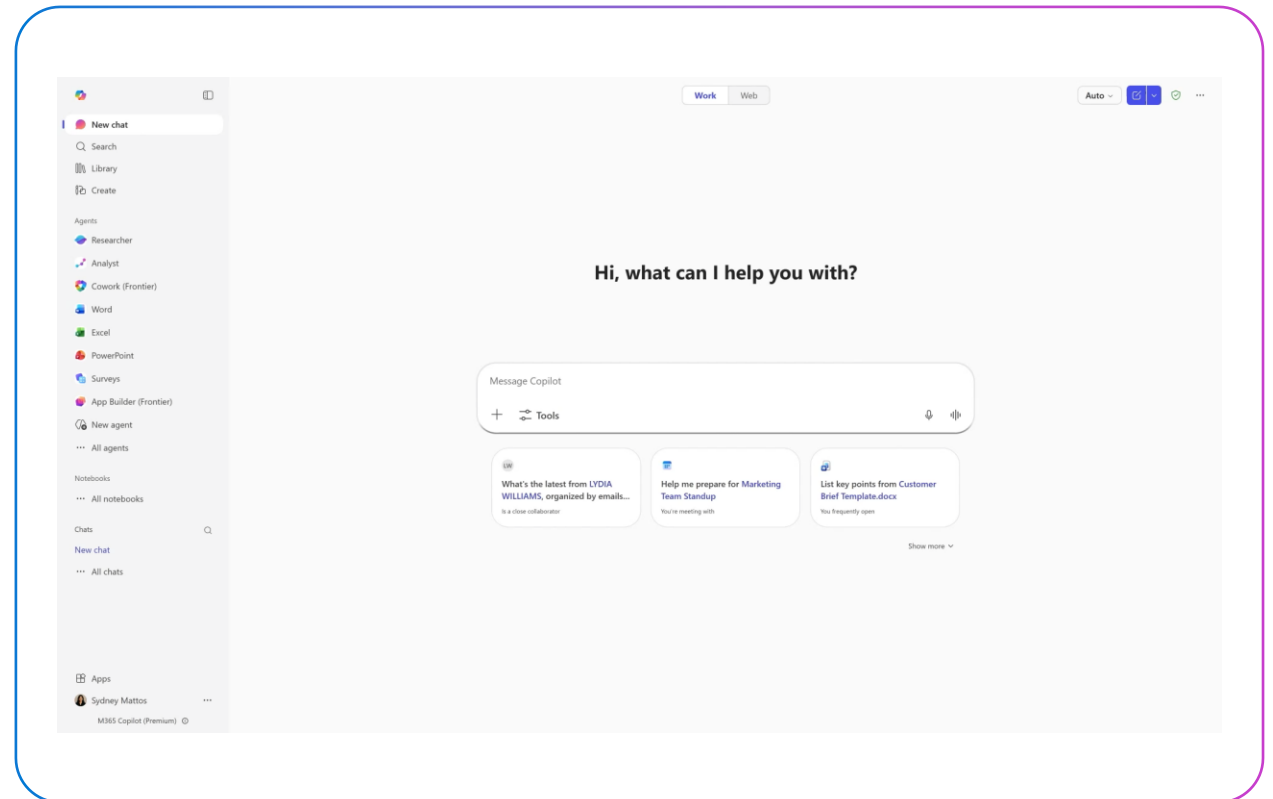 Work
Web
Auto
New chat
Search
Library
Create
Agents
Researcher
Analyst
Cowork (Frontier)
Word
Excel
PowerPoint
Surveys
App Builder (Frontier)
New agent
All agents
Notebooks
All notebooks
Chats
New chat
All chats
Apps
Sydney Mattos
M365 Copilot (Premium)
Hi, what can I help you with?
Message Copilot
Tools
LW
What's the latest from LYDIA
WILLIAMS, organized by emails...
Is a close collaborator
Help me prepare for Marketing
Team Standup
You're meeting with
List key points from Customer
Brief Template.docx
You frequently open
Show more